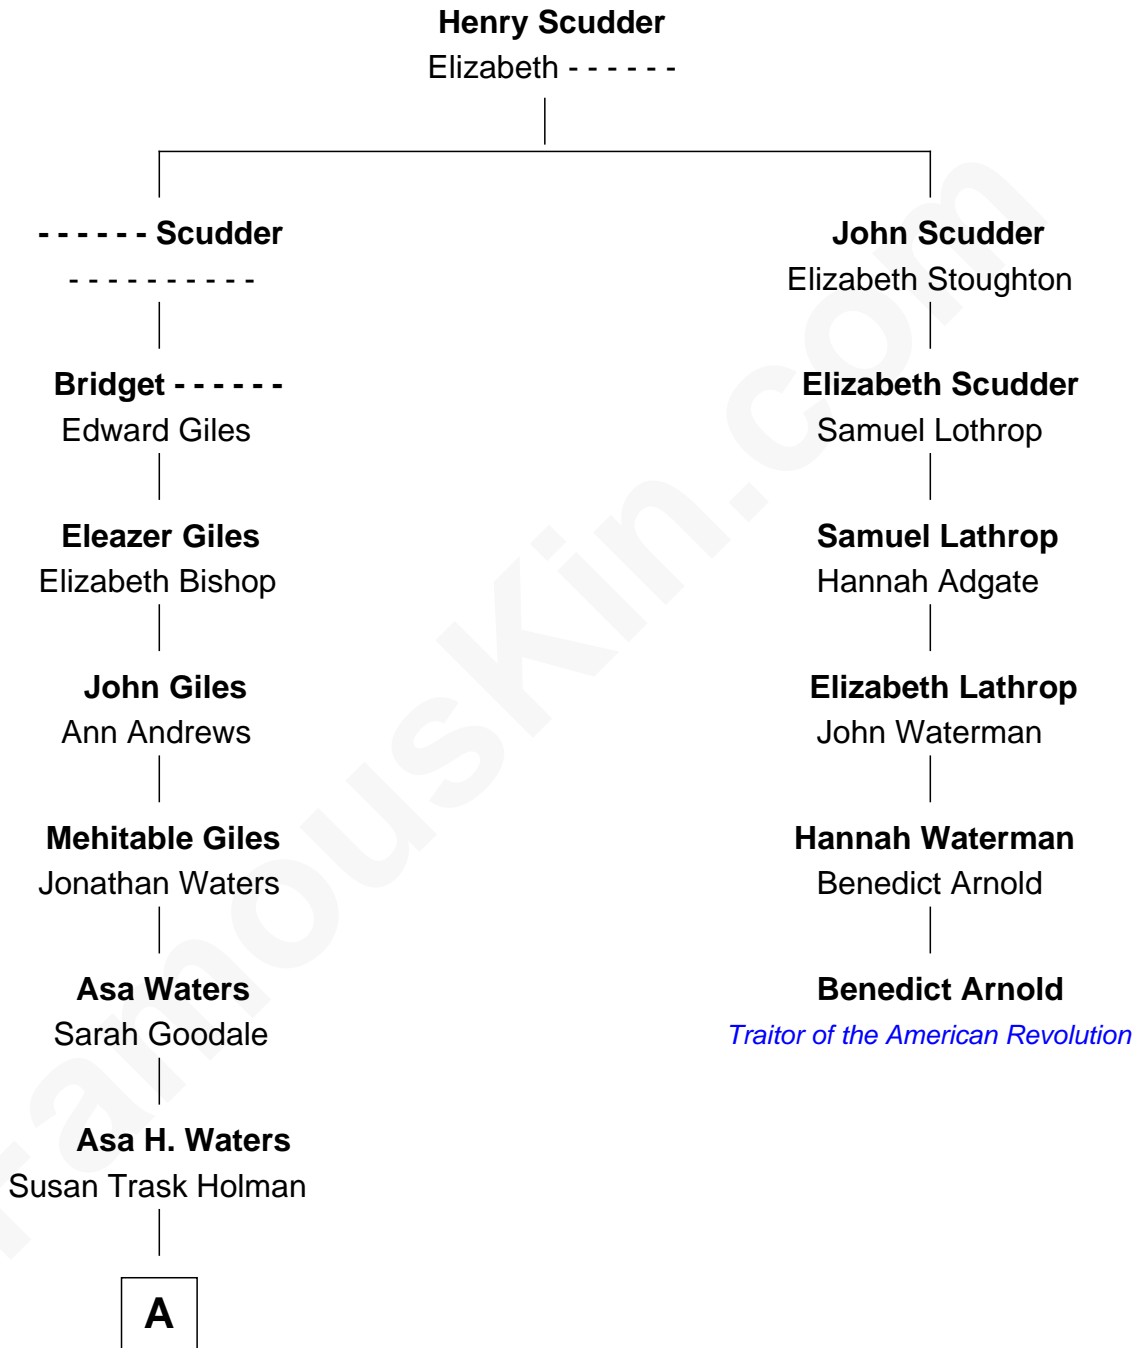 Henry Scudder
Elizabeth - - - - - -
- - - - - - Scudder
- - - - - - - - - -
Bridget - - - - - -
Edward Giles
Eleazer Giles
Elizabeth Bishop
John Giles
Ann Andrews
Mehitable Giles
Jonathan Waters
Asa Waters
Sarah Goodale
Asa H. Waters
Susan Trask Holman
A
John Scudder
Elizabeth Stoughton
Elizabeth Scudder
Samuel Lothrop
Samuel Lathrop
Hannah Adgate
Elizabeth Lathrop
John Waterman
Hannah Waterman
Benedict Arnold
Benedict Arnold
Traitor of the American Revolution
FamousKin.com